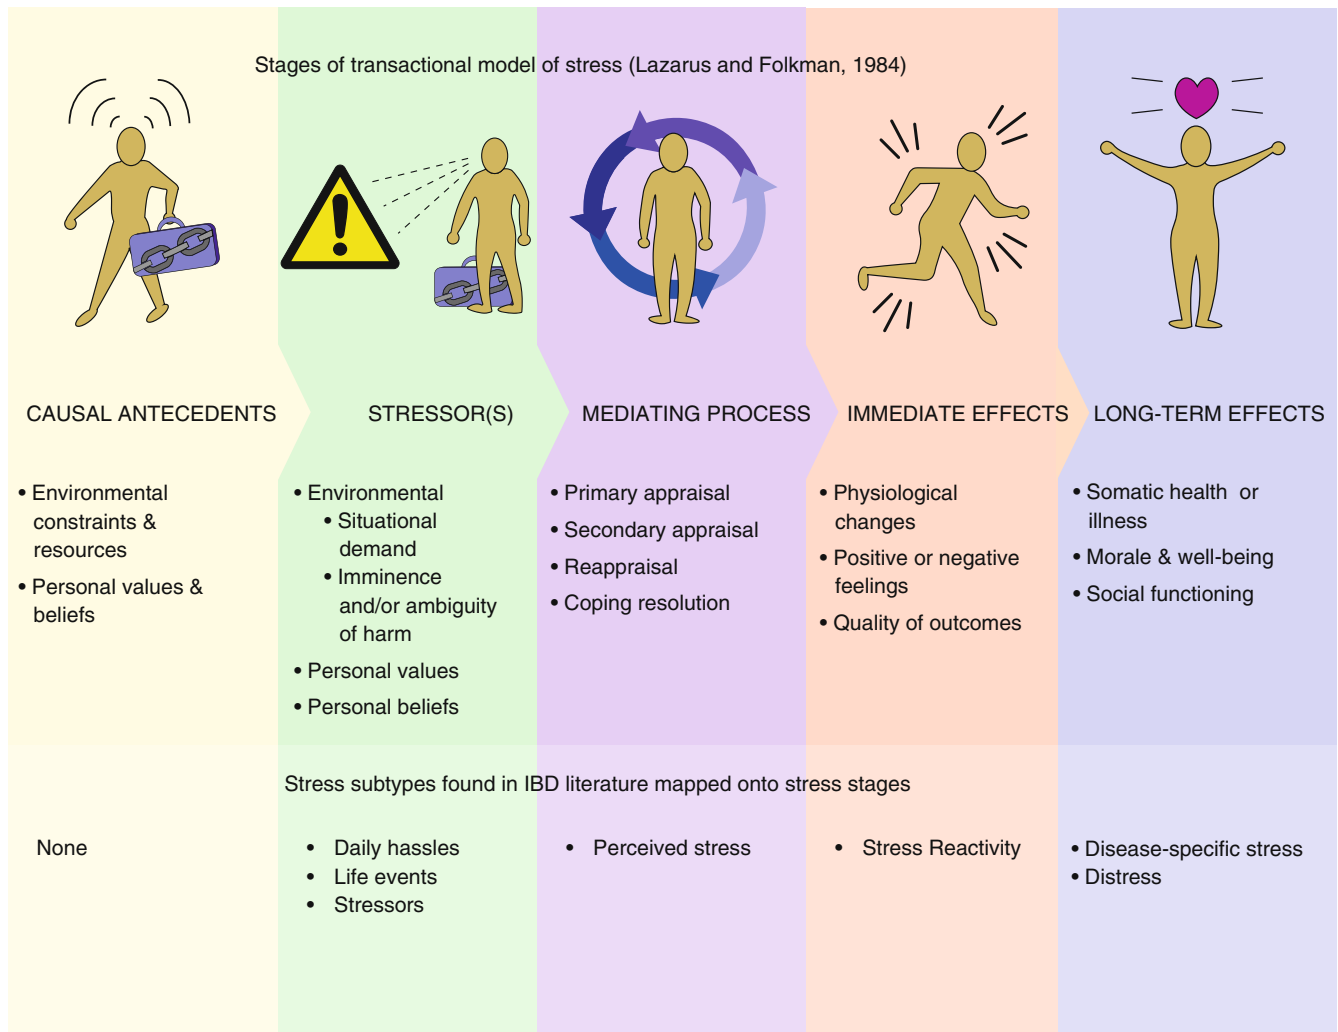 Stages of transactional model of stress (Lazarus and Folkman, 1984)
CAUSAL ANTECEDENTS
• Environmental
constraints &
resources
• Personal values &
beliefs
STRESSOR(S)
• Environmental
• Situational
demand
• Imminence
and/or ambiguity
of harm
• Personal values
• Personal beliefs
MEDIATING PROCESS
• Primary appraisal
• Secondary appraisal
• Reappraisal
• Coping resolution
IMMEDIATE EFFECTS
• Physiological
changes
• Positive or negative
feelings
• Quality of outcomes
LONG-TERM EFFECTS
• Somatic health or
illness
• Morale & well-being
• Social functioning
Stress subtypes found in IBD literature mapped onto stress stages
None
• Daily hassles
• Life events
• Stressors
• Perceived stress
• Stress Reactivity
• Disease-specific stress
• Distress